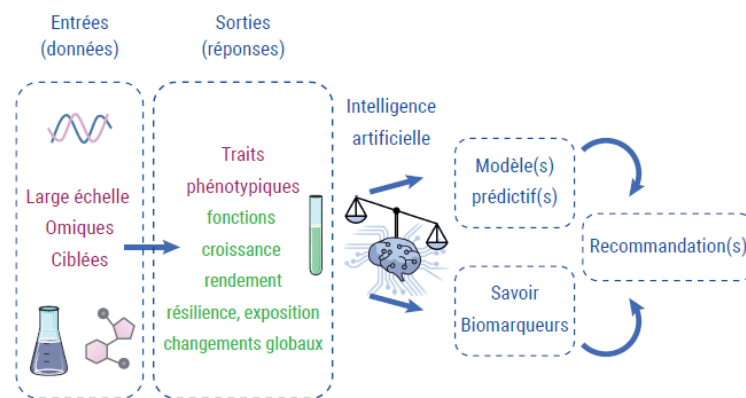 Entrées
(données)
Sorties
(réponses)
Large échelle
Omiques
Ciblées
Traits
phénotypiques
fonctions
croissance
rendement
résilience, exposition
changements globaux
Intelligence
artificielle
Modèle(s)
prédictif(s)
Savoir
Biomarqueurs
Recommandation(s)